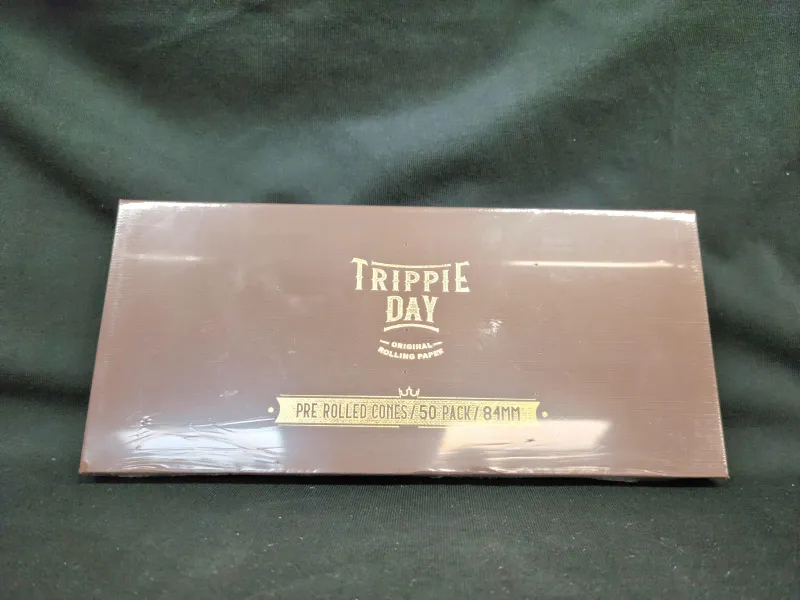 TRIPPIE
DAY
ORIGINAL
ROLLING PAPER
PRE ROLLED CONES/50 PACK/84MM